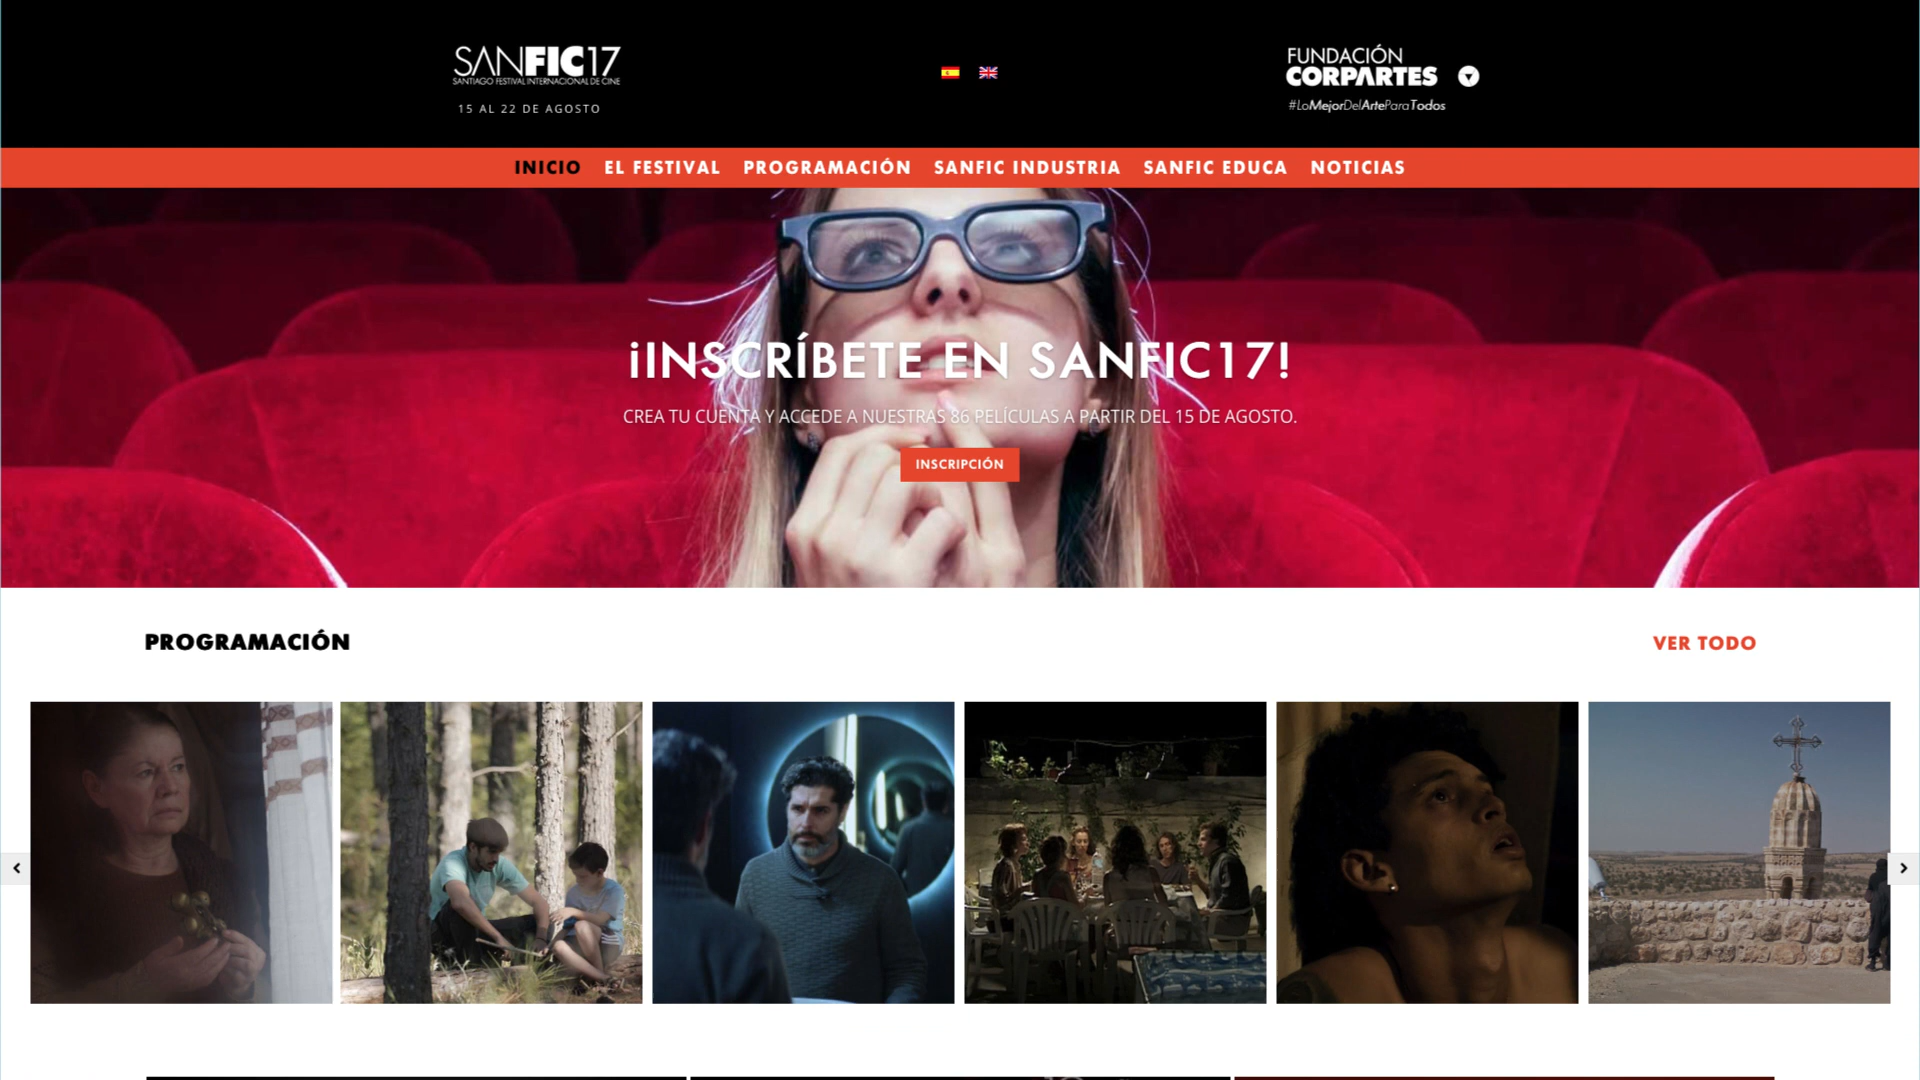 SANFIC17
SANTIAGO FESTIVAL INTERNACIONAL DE CINE
15 AL 22 DE AGOSTO
FUNDACIÓN
CORPARTES
#LoMejorDelArteParaTodos
INICIO EL FESTIVAL PROGRAMACIÓN SANFIC INDUSTRIA SANFIC EDUCA NOTICIAS
¡INSCRÍBETE EN SANFIC17!
CREA TU CUENTA Y ACCEDE A NUESTRAS 86 PELÍCULAS A PARTIR DEL 15 DE AGOSTO.
INSCRIPCIÓN
PROGRAMACIÓN
VER TODO